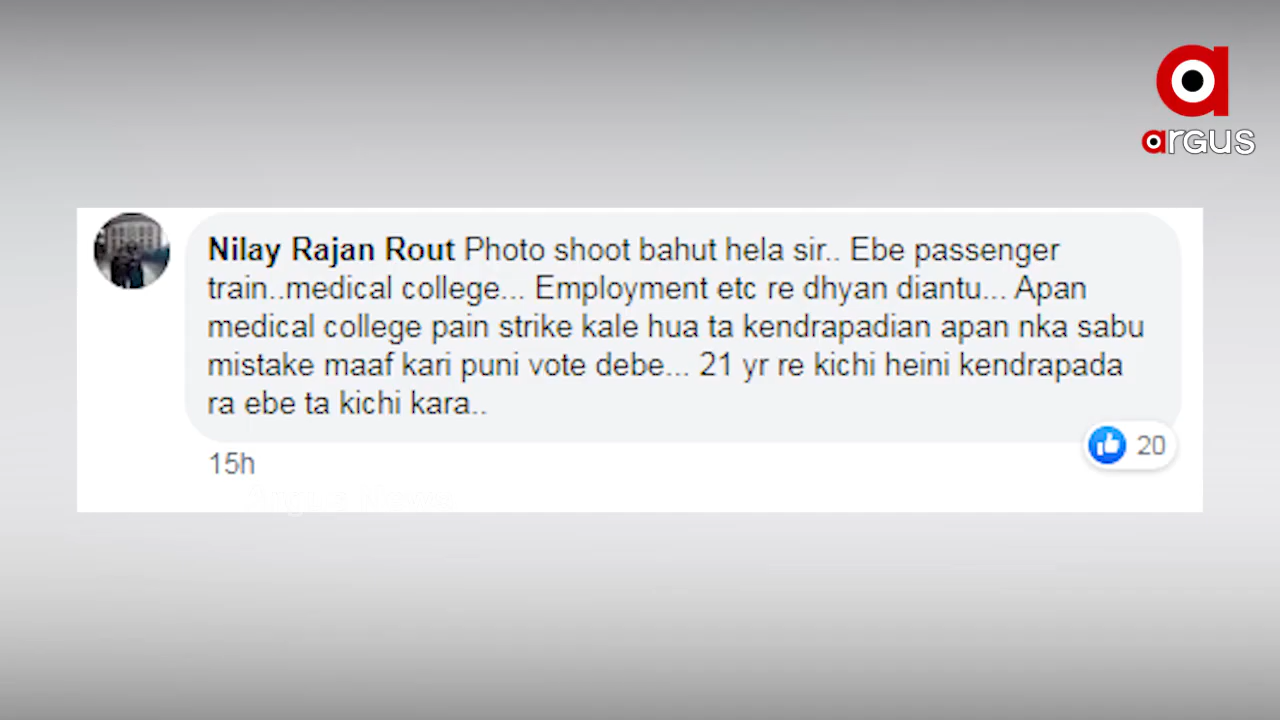 argus
Nilay Rajan Rout Photo shoot bahut hela sir.. Ebe passenger
train..medical college... Employment etc re dhyan diantu... Apan
medical college pain strike kale hua ta kendrapadian apan nka sabu
mistake maaf kari puni vote debe... 21 yr re kichi heini kendrapada
ra ebe ta kichi kara..
20
15h
Argus News